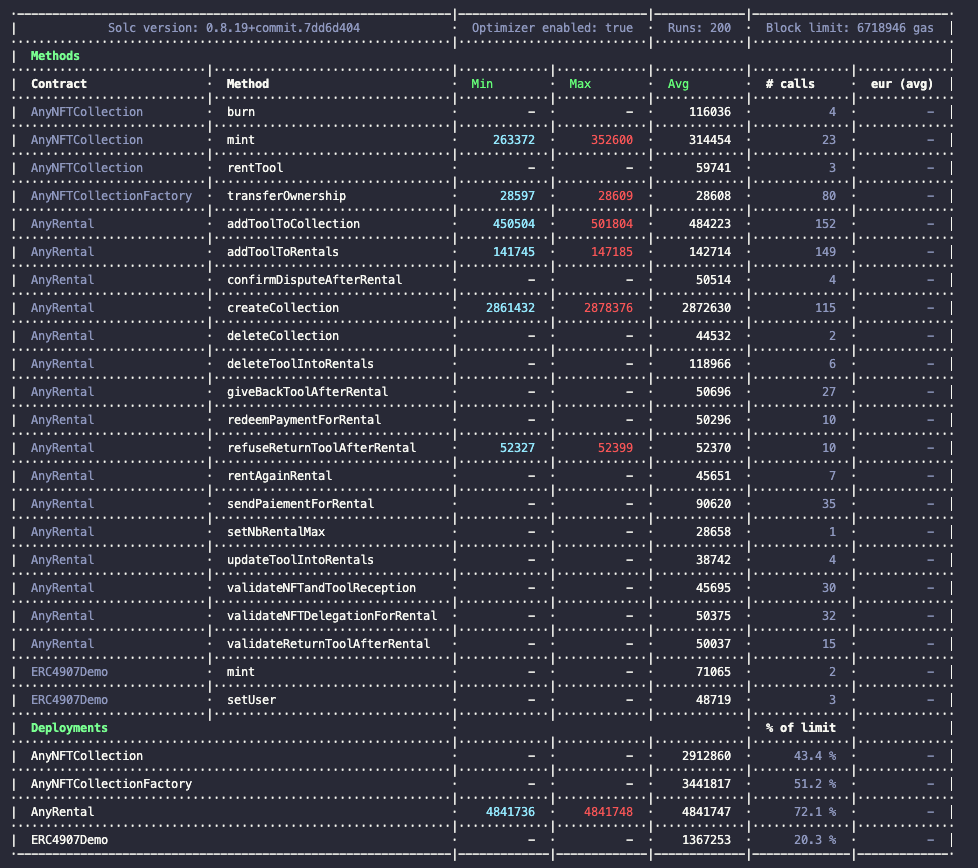 Solc version: 0.8.19+commit.7dd6d404 | Optimizer enabled: true | Runs: 200 | Block limit: 6718946 gas
Methods
Contract | Method | Min | Max | Avg | # calls | eur (avg)
AnyNFTCollection | burn | - | - | 116036 | 4 | -
AnyNFTCollection | mint | 263372 | 352600 | 314454 | 23 | -
AnyNFTCollection | rentTool | - | - | 59741 | 3 | -
AnyNFTCollectionFactory | transferOwnership | 28597 | 28609 | 28608 | 80 | -
AnyRental | addToolToCollection | 450504 | 501804 | 484223 | 152 | -
AnyRental | addToolToRentals | 141745 | 147185 | 142714 | 149 | -
AnyRental | confirmDisputeAfterRental | - | - | 50514 | 4 | -
AnyRental | createCollection | 2861432 | 2878376 | 2872630 | 115 | -
AnyRental | deleteCollection | - | - | 44532 | 2 | -
AnyRental | deleteToolIntoRentals | - | - | 118966 | 6 | -
AnyRental | giveBackToolAfterRental | - | - | 50696 | 27 | -
AnyRental | redeemPaymentForRental | - | - | 50296 | 10 | -
AnyRental | refuseReturnToolAfterRental | 52327 | 52399 | 52370 | 10 | -
AnyRental | rentAgainRental | - | - | 45651 | 7 | -
AnyRental | sendPaiementForRental | - | - | 90620 | 35 | -
AnyRental | setNbRentalMax | - | - | 28658 | 1 | -
AnyRental | updateToolIntoRentals | - | - | 38742 | 4 | -
AnyRental | validateNFTandToolReception | - | - | 45695 | 30 | -
AnyRental | validateNFTDelegationForRental | - | - | 50375 | 32 | -
AnyRental | validateReturnToolAfterRental | - | - | 50037 | 15 | -
ERC4907Demo | mint | - | - | 71065 | 2 | -
ERC4907Demo | setUser | - | - | 48719 | 3 | -
Deployments | % of limit
AnyNFTCollection | - | - | 2912860 | 43.4 % | -
AnyNFTCollectionFactory | - | - | 3441817 | 51.2 % | -
AnyRental | 4841736 | 4841748 | 4841747 | 72.1 % | -
ERC4907Demo | - | - | 1367253 | 20.3 % | -